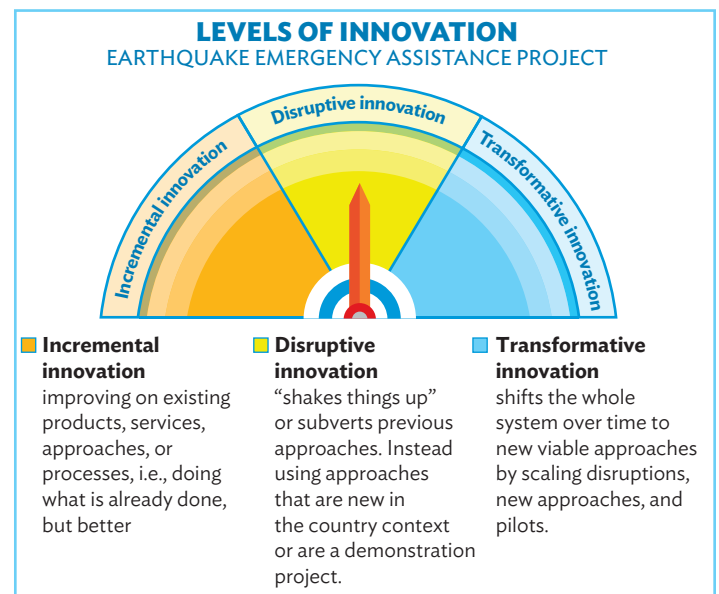 LEVELS OF INNOVATION
EARTHQUAKE EMERGENCY ASSISTANCE PROJECT
Incremental innovation
Disruptive innovation
Transformative innovation
Incremental
innovation
improving on existing
products, services,
approaches, or
processes, i.e., doing
what is already done,
but better
Disruptive
innovation
“shakes things up”
or subverts previous
approaches. Instead
using approaches
that are new in
the country context
or are a demonstration
project.
Transformative
innovation
shifts the whole
system over time to
new viable approaches
by scaling disruptions,
new approaches, and
pilots.